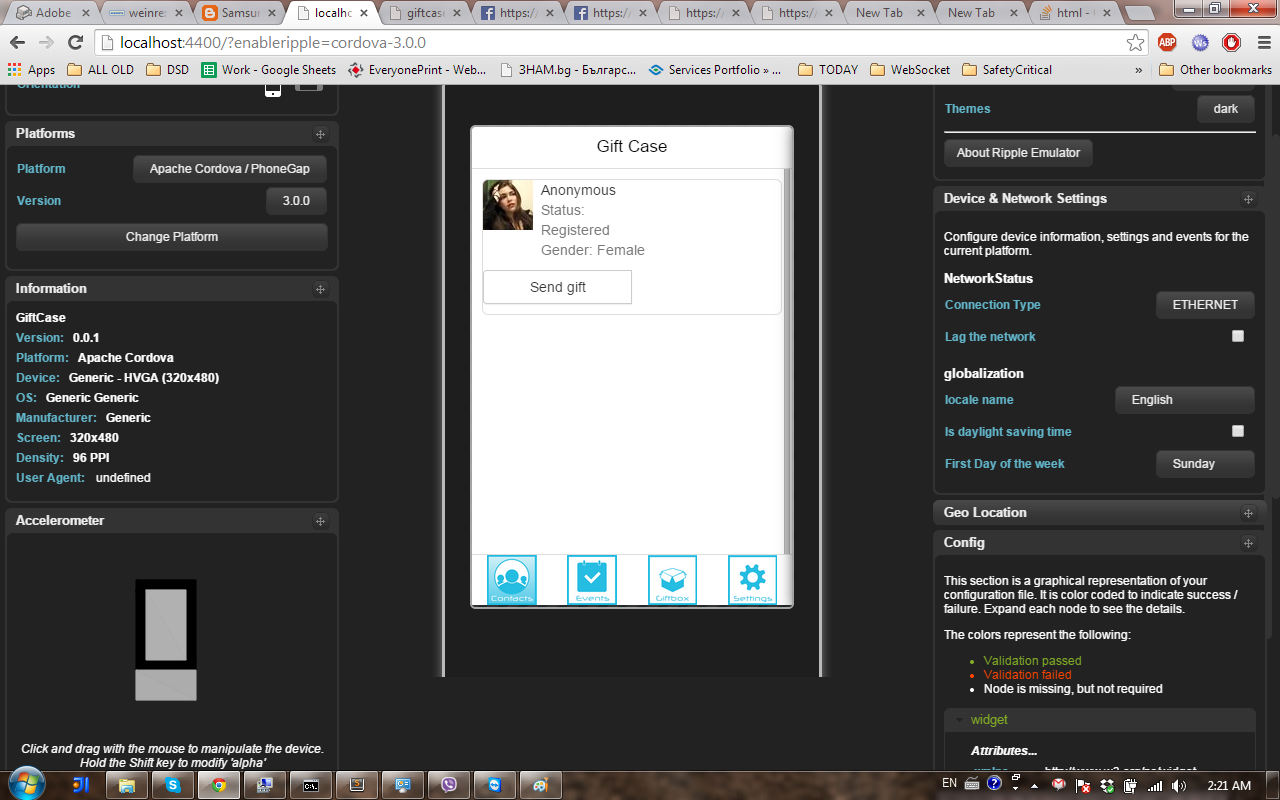 Adobe
weinre
Samsu
localho
giftcase
https:/
https:/
https:/
https:/
New Tab
New Tab
html -
localhost:4400/?enableripple=cordova-3.0.0
ABP
Apps
ALL OLD
DSD
Work - Google Sheets
EveryonePrint - Web...
ЗНАМ.bg - Българс...
Services Portfolio » ...
TODAY
WebSocket
SafetyCritical
»
Other bookmarks
Orientation
Platforms
Platform
Apache Cordova / PhoneGap
Version
3.0.0
Change Platform
Information
GiftCase
Version: 0.0.1
Platform: Apache Cordova
Device: Generic - HVGA (320x480)
OS: Generic Generic
Manufacturer: Generic
Screen: 320x480
Density: 96 PPI
User Agent: undefined
Accelerometer
Click and drag with the mouse to manipulate the device.
Hold the Shift key to modify 'alpha'
Gift Case
Anonymous
Status:
Registered
Gender: Female
Send gift
Contacts
Events
Giftbox
Settings
Themes
dark
About Ripple Emulator
Device & Network Settings
Configure device information, settings and events for the
current platform.
NetworkStatus
Connection Type
ETHERNET
Lag the network
globalization
locale name
English
Is daylight saving time
First Day of the week
Sunday
Geo Location
Config
This section is a graphical representation of your
configuration file. It is color coded to indicate success /
failure. Expand each node to see the details.
The colors represent the following:
Validation passed
Validation failed
Node is missing, but not required
widget
Attributes...
EN
2:21 AM